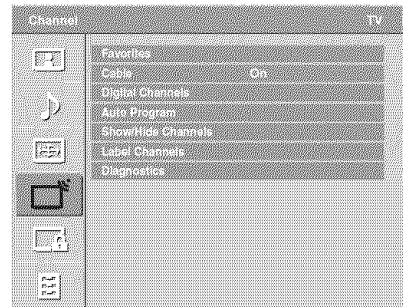 Channel TV
Favorites
Cable On
Digital Channels
Auto Program
Show/Hide Channels
Label Channels
Diagnostics